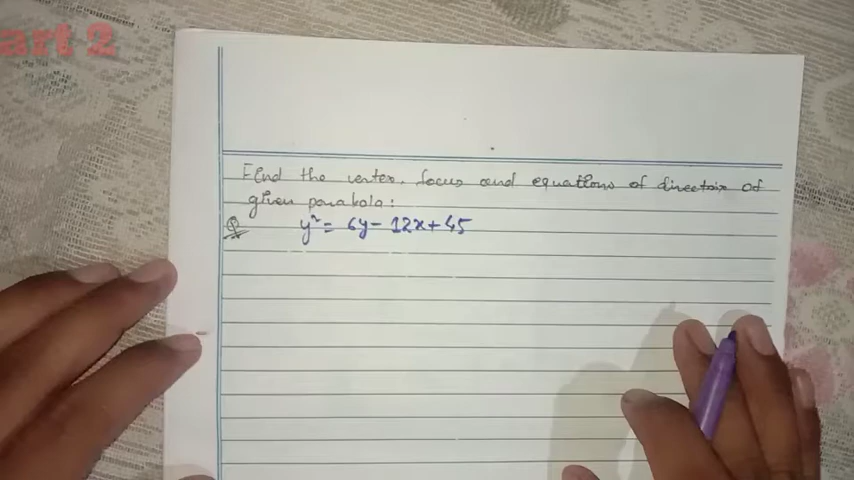 art 2
Find the vertex, focus and equations of directrix of
given parabola:
Q y² = 6y - 12x + 45